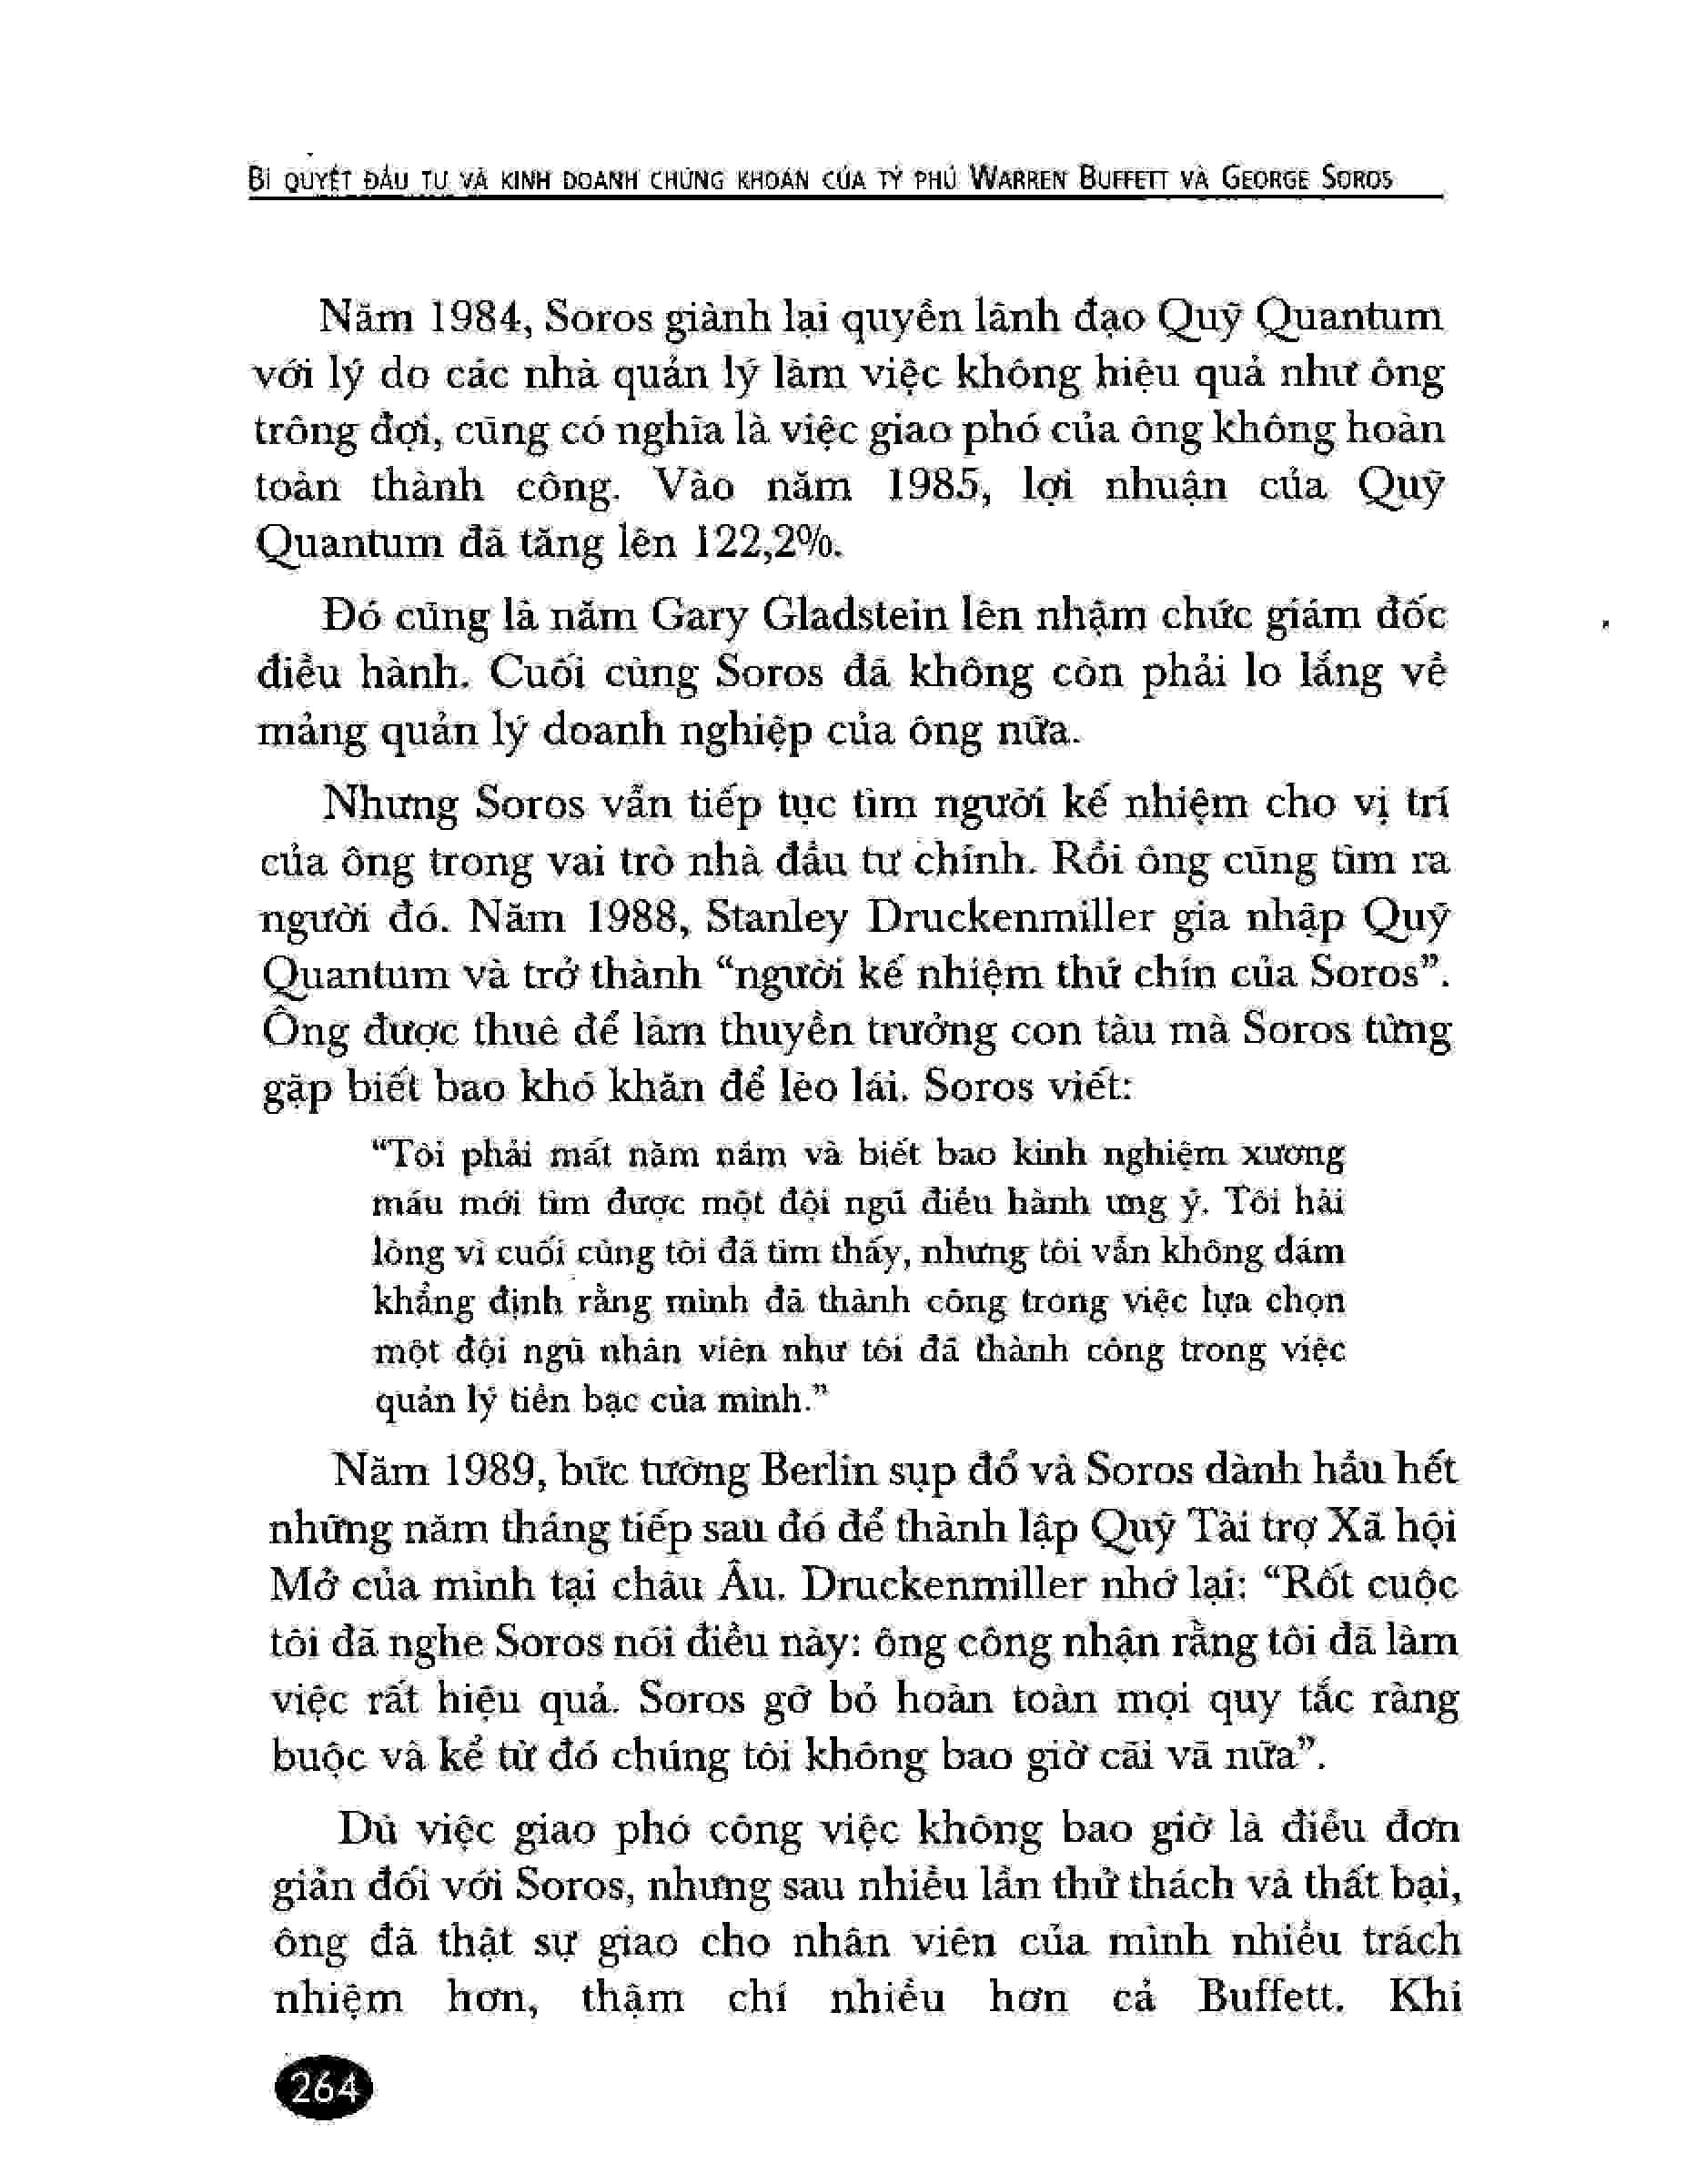 BÍ QUYẾT ĐẦU TƯ VÀ KINH DOANH CHỨNG KHOÁN CỦA TỶ PHÚ WARREN BUFFETT VÀ GEORGE SOROS
Năm 1984, Soros giành lại quyền lãnh đạo Quỹ Quantum
với lý do các nhà quản lý làm việc không hiệu quả như ông
trông đợi, cũng có nghĩa là việc giao phó của ông không hoàn
toàn thành công. Vào năm 1985, lợi nhuận của Quỹ
Quantum đã tăng lên 122,2%.
Đó cũng là năm Gary Gladstein lên nhậm chức giám đốc
điều hành. Cuối cùng Soros đã không còn phải lo lắng về
mảng quản lý doanh nghiệp của ông nữa.
Nhưng Soros vẫn tiếp tục tìm người kế nhiệm cho vị trí
của ông trong vai trò nhà đầu tư chính. Rồi ông cũng tìm ra
người đó. Năm 1988, Stanley Druckenmiller gia nhập Quỹ
Quantum và trở thành “người kế nhiệm thứ chín của Soros”.
Ông được thuê để làm thuyền trưởng con tàu mà Soros từng
gặp biết bao khó khăn để lèo lái. Soros viết:
“Tôi phải mất năm năm và biết bao kinh nghiệm xương
máu mới tìm được một đội ngũ điều hành ưng ý. Tôi hài
lòng vì cuối cùng tôi đã tìm thấy, nhưng tôi vẫn không dám
khẳng định rằng mình đã thành công trong việc lựa chọn
một đội ngũ nhân viên như tôi đã thành công trong việc
quản lý tiền bạc của mình.”
Năm 1989, bức tường Berlin sụp đổ và Soros dành hầu hết
những năm tháng tiếp sau đó để thành lập Quỹ Tài trợ Xã hội
Mở của mình tại châu Âu. Druckenmiller nhớ lại: “Rốt cuộc
tôi đã nghe Soros nói điều này: ông công nhận rằng tôi đã làm
việc rất hiệu quả. Soros gỡ bỏ hoàn toàn mọi quy tắc ràng
buộc và kể từ đó chúng tôi không bao giờ cãi vã nữa”.
Dù việc giao phó công việc không bao giờ là điều đơn
giản đối với Soros, nhưng sau nhiều lần thử thách và thất bại,
ông đã thật sự giao cho nhân viên của mình nhiều trách
nhiệm hơn, thậm chí nhiều hơn cả Buffett. Khi
264